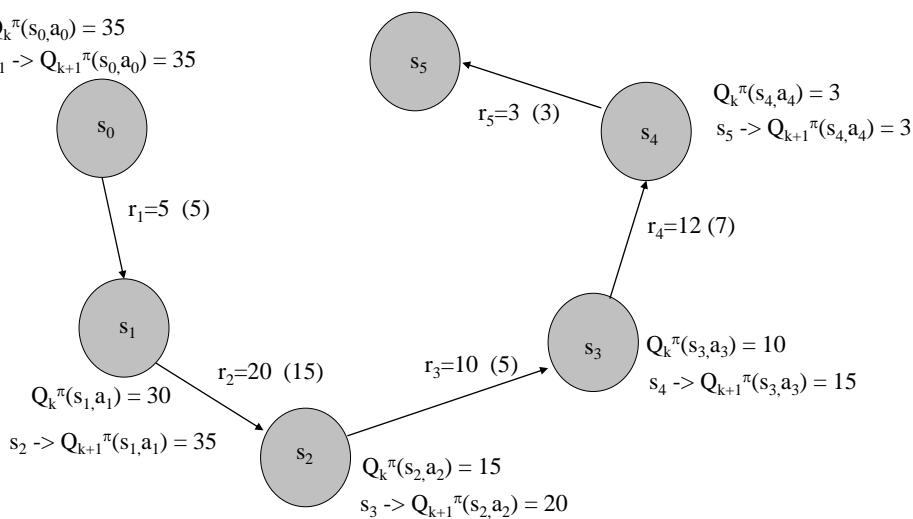 Qₖ^π(s₀,a₀) = 35
₁ -> Qₖ₊₁^π(s₀,a₀) = 35
s₀
r₁=5 (5)
s₁
Qₖ^π(s₁,a₁) = 30
s₂ -> Qₖ₊₁^π(s₁,a₁) = 35
r₂=20 (15)
s₂
Qₖ^π(s₂,a₂) = 15
s₃ -> Qₖ₊₁^π(s₂,a₂) = 20
r₃=10 (5)
s₃
Qₖ^π(s₃,a₃) = 10
s₄ -> Qₖ₊₁^π(s₃,a₃) = 15
r₄=12 (7)
s₄
Qₖ^π(s₄,a₄) = 3
s₅ -> Qₖ₊₁^π(s₄,a₄) = 3
r₅=3 (3)
s₅